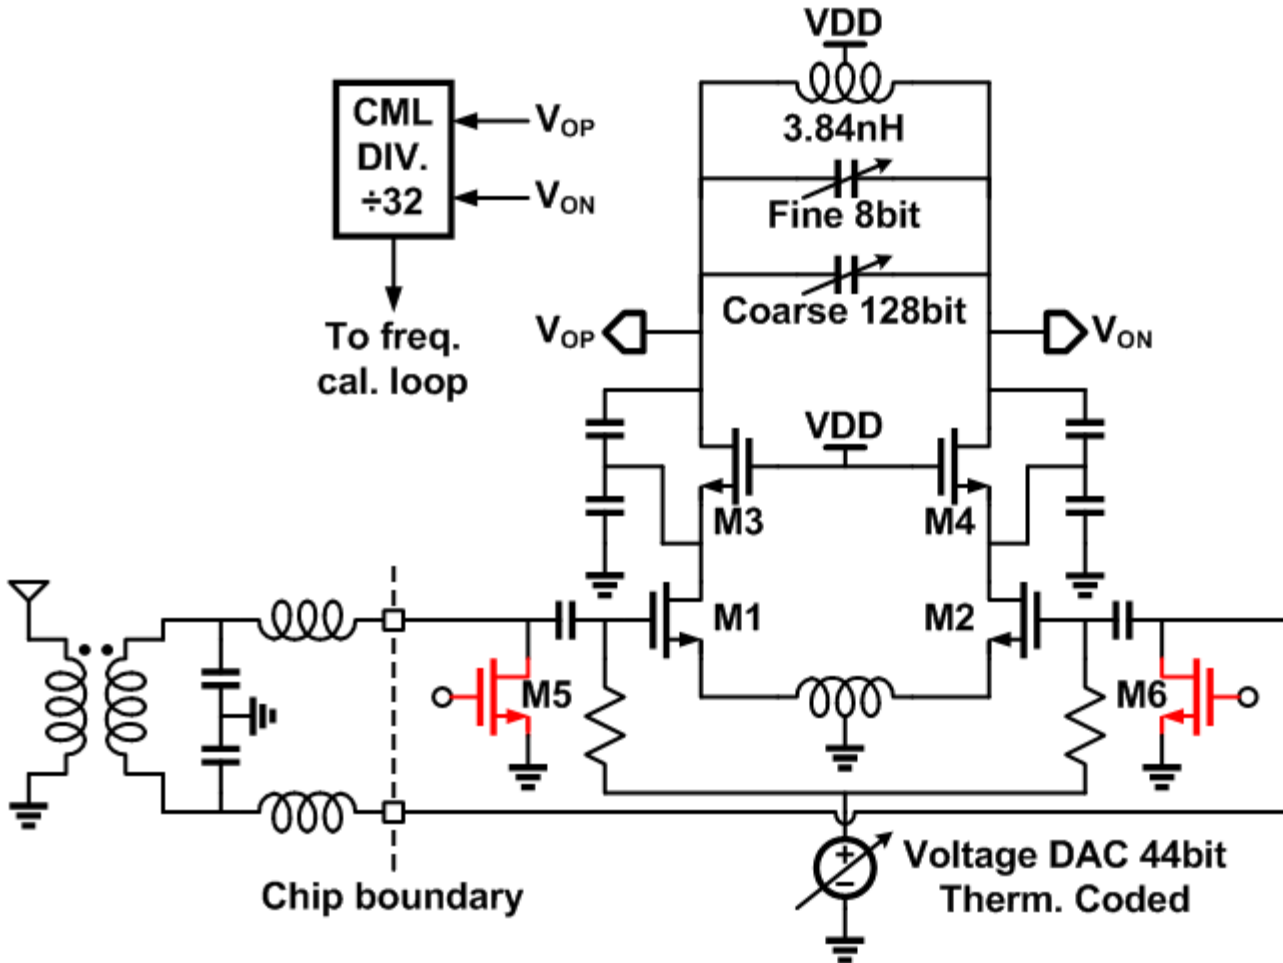 VDD
3.84nH
Fine 8bit
Coarse 128bit
CML
DIV.
÷32
VOP
VON
To freq.
cal. loop
VOP
VON
VDD
M3
M4
M1
M2
M5
M6
+
−
Voltage DAC 44bit
Therm. Coded
Chip boundary